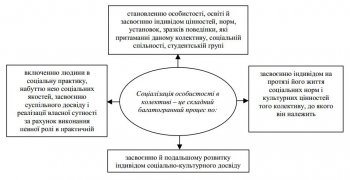 становленню особистості, освіті й
засвоєнню індивідом цінностей, норм,
установок, зразків поведінки, які
притаманні даному колективу, соціальній
спільності, студентській групі
включенню людини в
соціальну практику,
набуттю нею соціальних
якостей, засвоєнню
суспільного досвіду і
реалізації власної сутності
за рахунок виконання
певної ролі в практичній
Соціалізація особистості в
колективі – це складний
багатогранний процес по:
засвоєнню індивідом на
протязі його життя
соціальних норм і
культурних цінностей
того колективу, до якого
він належить
засвоєнню й подальшому розвитку
індивідом соціально-культурного досвіду